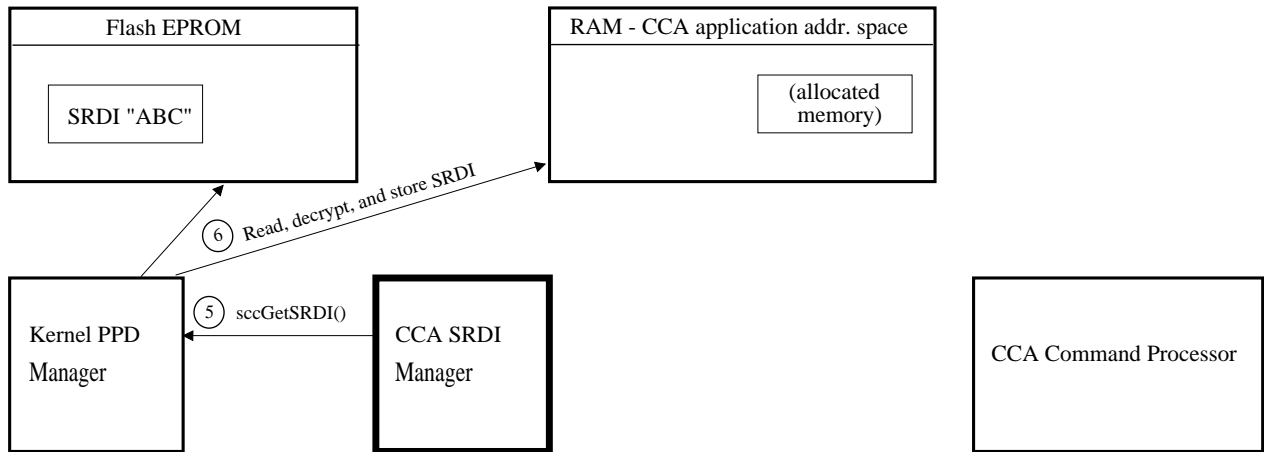 Flash EPROM
RAM - CCA application addr. space
SRDI "ABC"
(allocated
memory)
6 Read, decrypt, and store SRDI
5 sccGetSRDI()
Kernel PPD
Manager
CCA SRDI
Manager
CCA Command Processor